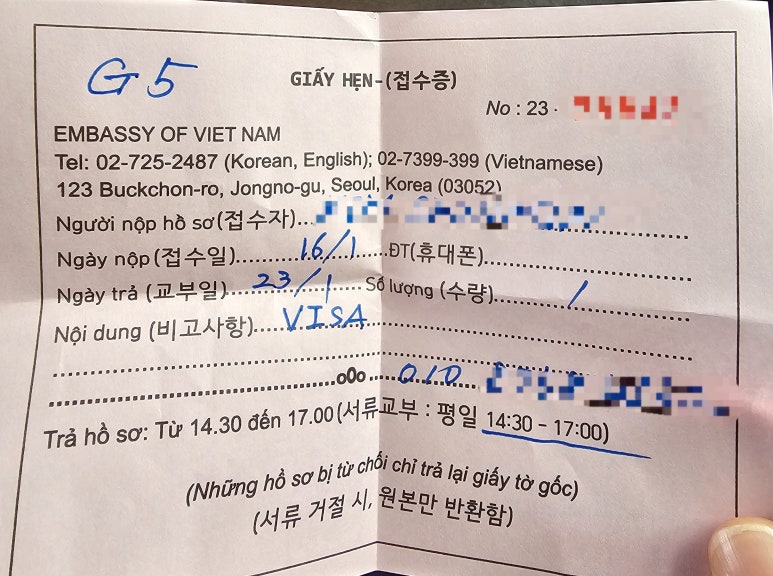 G5
GIẤY HẸN-(접수증)
No : 23 -
EMBASSY OF VIET NAM
Tel: 02-725-2487 (Korean, English); 02-7399-399 (Vietnamese)
123 Buckchon-ro, Jongno-gu, Seoul, Korea (03052)
Người nộp hồ sơ(접수자)...
Ngày nộp(접수일)..........16/1......ĐT(휴대폰)..............................
Ngày trả (교부일)...23/1......Số lượng (수량)..........1................
Nội dung (비고사항)....VISA..................................................
..................................................oOo.....010
Trả hồ sơ: Từ 14.30 đến 17.00(서류교부 : 평일 14:30 - 17:00)
(Những hồ sơ bị từ chối chỉ trả lại giấy tờ gốc)
(서류 거절 시, 원본만 반환함)